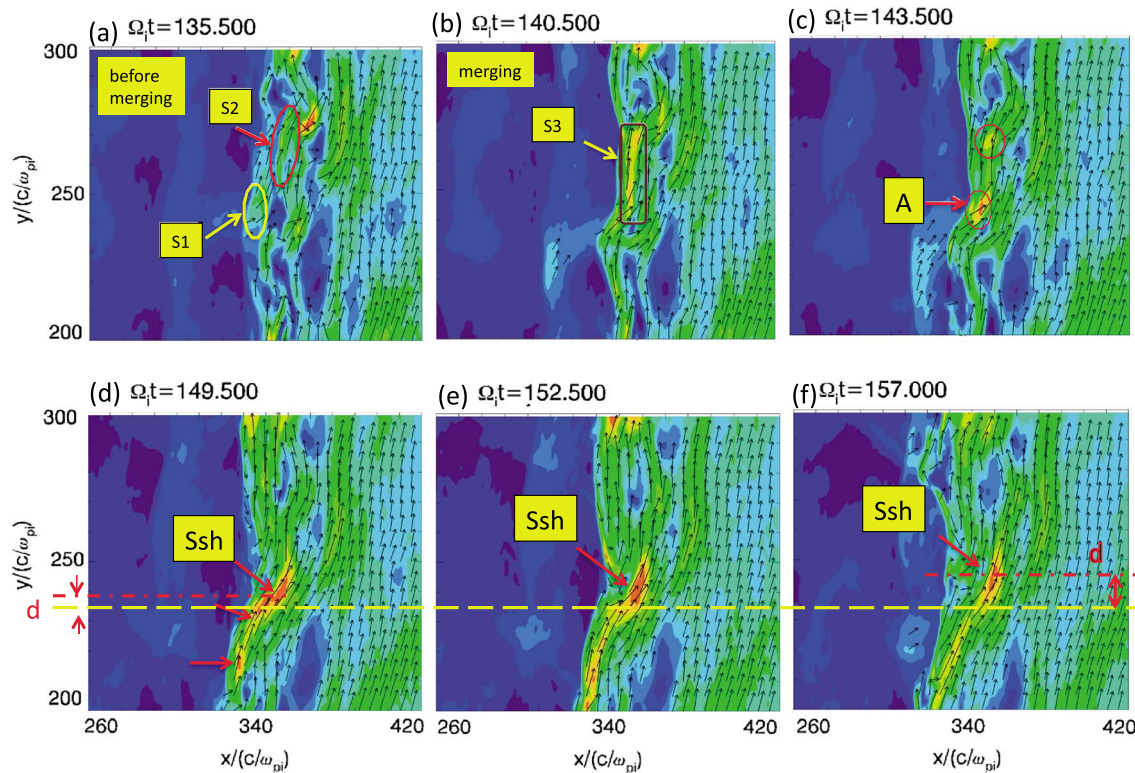 (a) Ωᵢt=135.500
(b) Ωᵢt=140.500
(c) Ωᵢt=143.500
300
250
200
y/(c/ωpi)
before
merging
S2
S1
merging
S3
A
(d) Ωᵢt=149.500
(e) Ωᵢt=152.500
(f) Ωᵢt=157.000
300
250
200
y/(c/ωpi)
Ssh
d
Ssh
Ssh
d
260
340
420
260
340
420
260
340
420
x/(c/ωpi)
x/(c/ωpi)
x/(c/ωpi)